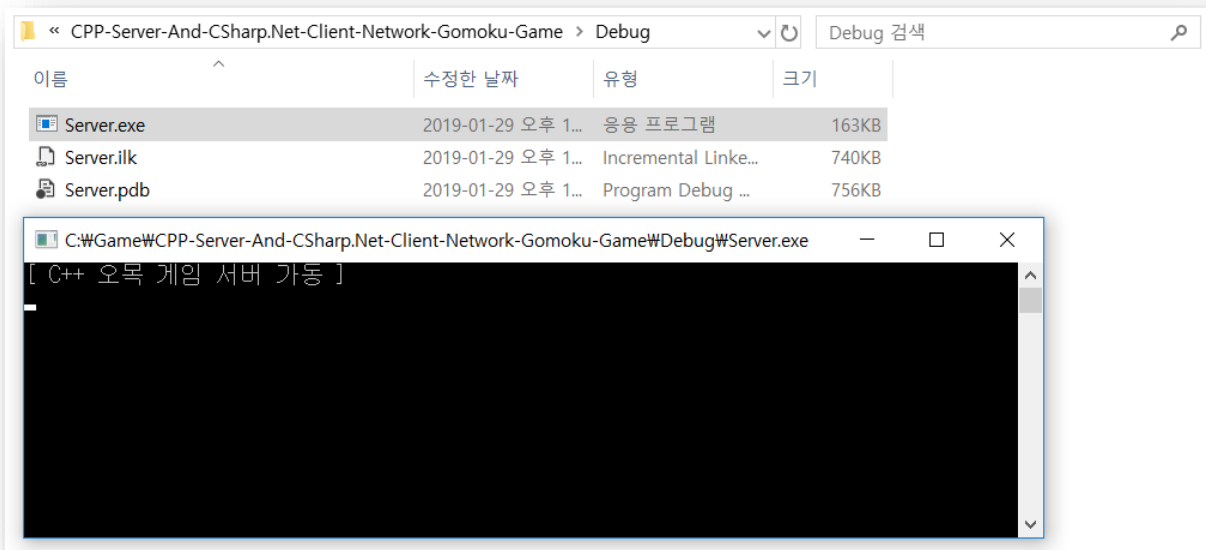 « CPP-Server-And-CSharp.Net-Client-Network-Gomoku-Game > Debug Debug 검색
이름 수정한 날짜 유형 크기
Server.exe 2019-01-29 오후 1... 응용 프로그램 163KB
Server.ilk 2019-01-29 오후 1... Incremental Linke... 740KB
Server.pdb 2019-01-29 오후 1... Program Debug ... 756KB
C:₩Game₩CPP-Server-And-CSharp.Net-Client-Network-Gomoku-Game₩Debug₩Server.exe
[ C++ 오목 게임 서버 가동 ]